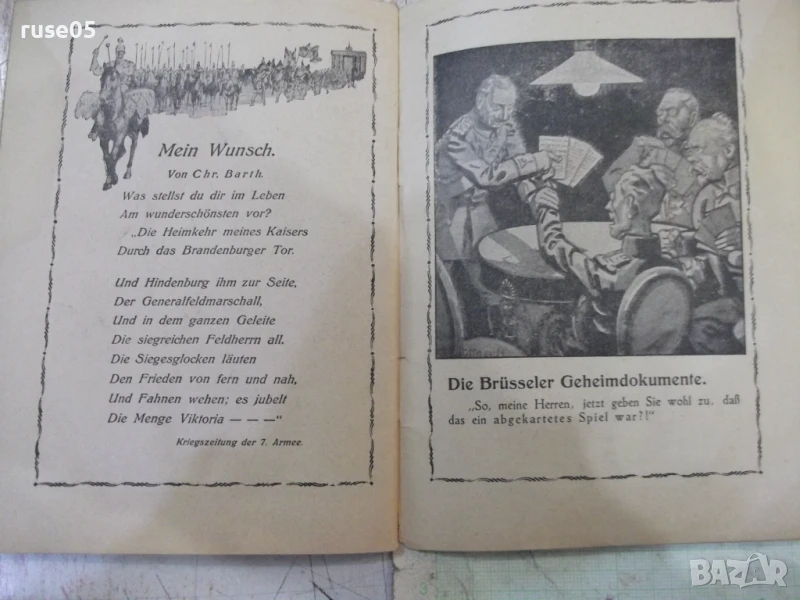 ruse05
Mein Wunsch.
Von Chr. Barth.
Was stellst du dir im Leben
Am wunderschönsten vor?
„Die Heimkehr meines Kaisers
Durch das Brandenburger Tor.
Und Hindenburg ihm zur Seite,
Der Generalfeldmarschall,
Und in dem ganzen Geleite
Die siegreichen Feldherrn all.
Die Siegesglocken läuten
Den Frieden von fern und nah,
Und Fahnen wehen; es jubelt
Die Menge Viktoria — — —“
Kriegszeitung der 7. Armee.
Die Brüsseler Geheimdokumente.
„So, meine Herren, jetzt geben Sie wohl zu, daß
das ein abgekartetes Spiel war?!“
BAZAR